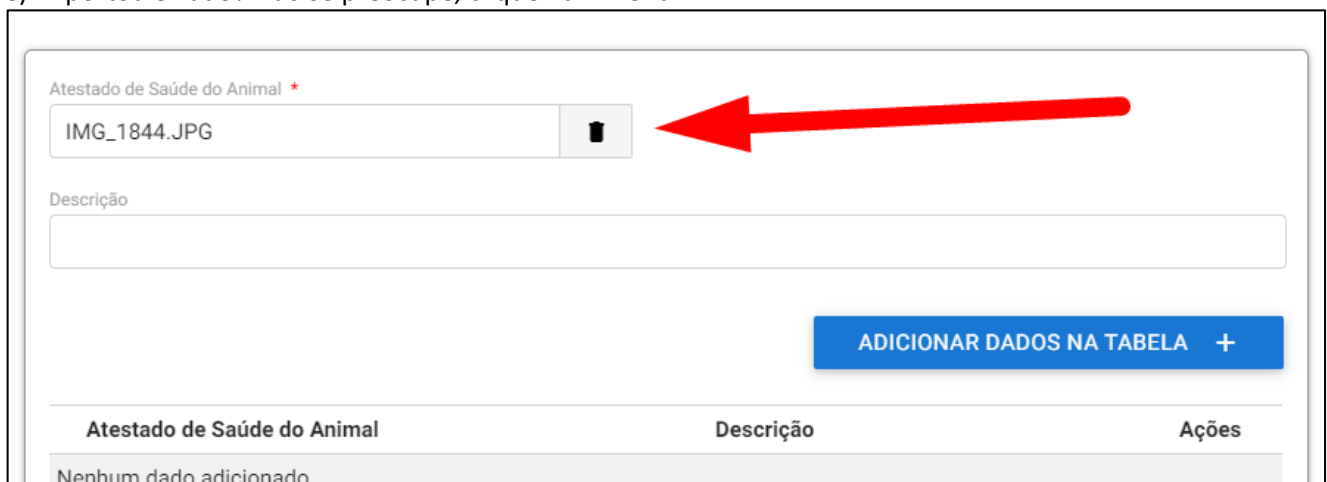 Atestado de Saúde do Animal *
IMG_1844.JPG
Descrição
ADICIONAR DADOS NA TABELA +
Atestado de Saúde do Animal Descrição Ações
Nenhum dado adicionado